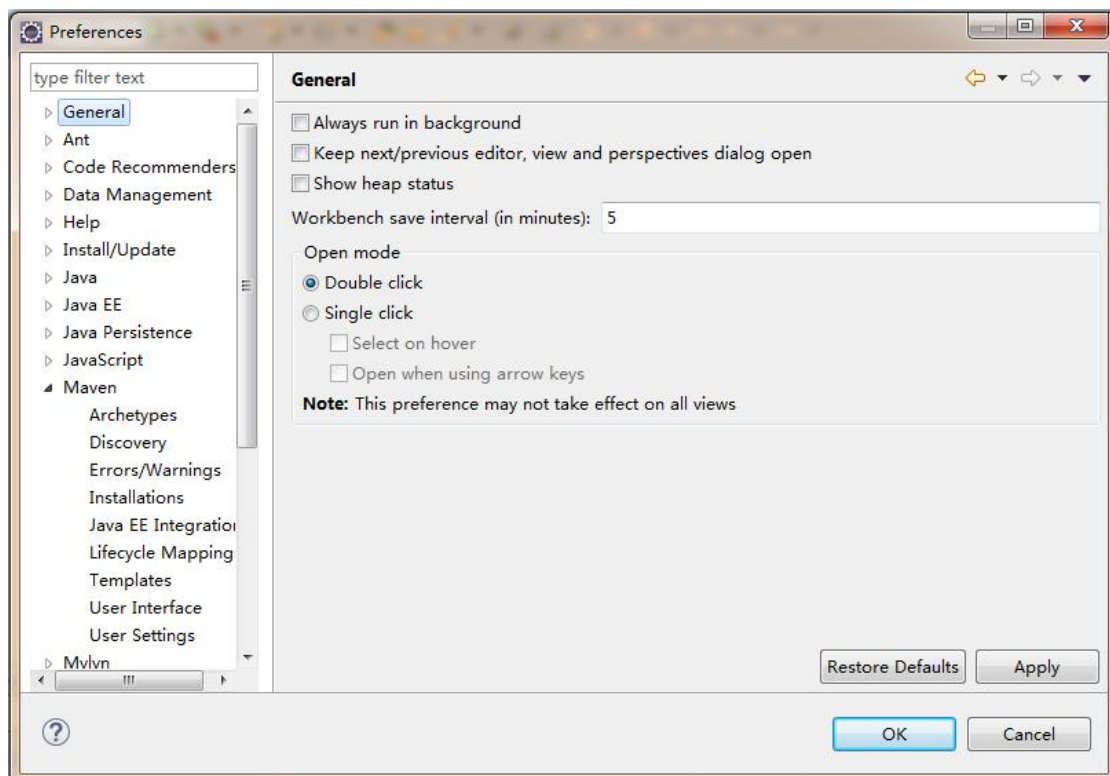 Preferences
type filter text
General
Ant
Code Recommenders
Data Management
Help
Install/Update
Java
Java EE
Java Persistence
JavaScript
Maven
Archetypes
Discovery
Errors/Warnings
Installations
Java EE Integration
Lifecycle Mapping
Templates
User Interface
User Settings
Mylyn
General
Always run in background
Keep next/previous editor, view and perspectives dialog open
Show heap status
Workbench save interval (in minutes): 5
Open mode
Double click
Single click
Select on hover
Open when using arrow keys
Note: This preference may not take effect on all views
Restore Defaults Apply
? OK Cancel